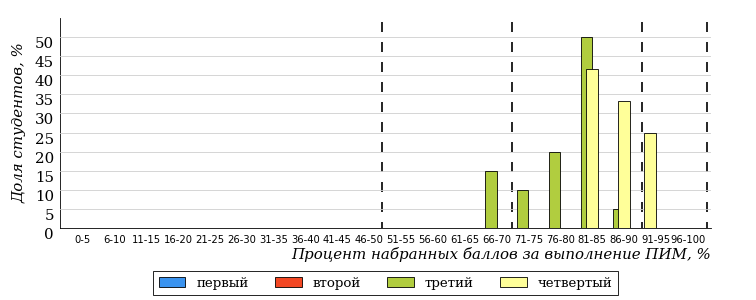 Доля студентов, %
50
45
40
35
30
25
20
15
10
5
0
0-5 6-10 11-15 16-20 21-25 26-30 31-35 36-40 41-45 46-50 51-55 56-60 61-65 66-70 71-75 76-80 81-85 86-90 91-95 96-100
Процент набранных баллов за выполнение ПИМ, %
первый второй третий четвертый